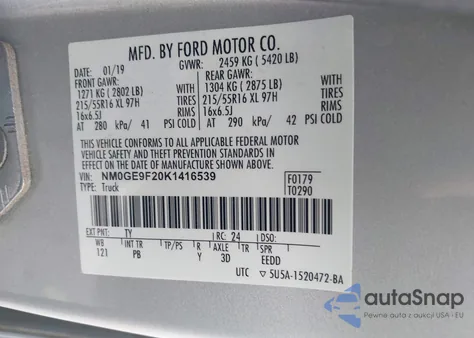 MFD. BY FORD MOTOR CO.
01/19 GVWR: 2459 KG ( 5420 LB)
FRONT GAWR: REAR GAWR:
1271 KG ( 2802 LB) 1304 KG ( 2875 LB)
215/55R16 XL 97H TIRES 215/55R16 XL 97H
16x6.5J RIMS 16x6.5J
AT 280 kPa/ 41 PSI COLD AT 290 kPa/ 42 PSI COLD
THIS VEHICLE CONFORMS TO ALL APPLICABLE FEDERAL MOTOR
VEHICLE SAFETY AND THEFT PREVENTION STANDARDS IN EFFECT
ON THE DATE OF MANUFACTURE SHOWN ABOVE.
VIN: NM0GE9F20K1416539 F0179
TYPE: Truck T0290
EXT PNT: TY RC: 24 DSO:
WB INT TR TP/PS R AXLE TR SPR
121 PB Y 3D EEDD
UTC ▽ 5U5A-1520472-BA
autaSnap
Pewne auto z USA - EU